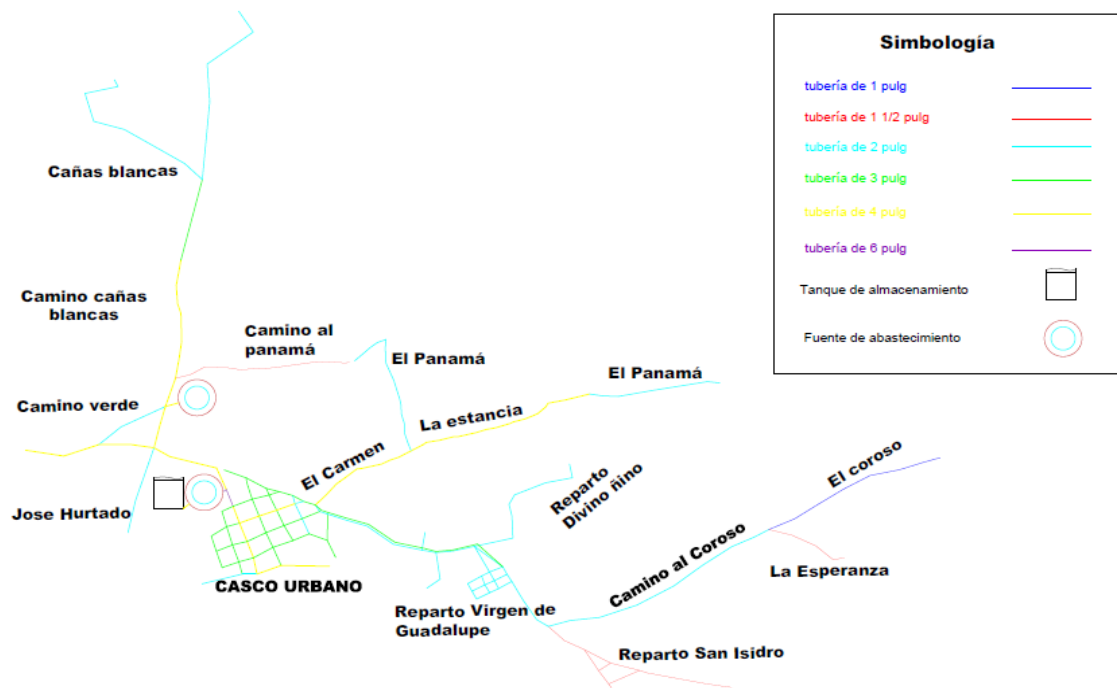 Simbología
tubería de 1 pulg
tubería de 1 1/2 pulg
tubería de 2 pulg
tubería de 3 pulg
tubería de 4 pulg
tubería de 6 pulg
Tanque de almacenamiento
Fuente de abastecimiento
Cañas blancas
Camino cañas
blancas
Camino al
panamá
El Panamá
El Panamá
Camino verde
La estancia
El Carmen
Reparto
Divino ñino
El coroso
Jose Hurtado
Camino al Coroso
La Esperanza
CASCO URBANO
Reparto Virgen de
Guadalupe
Reparto San Isidro